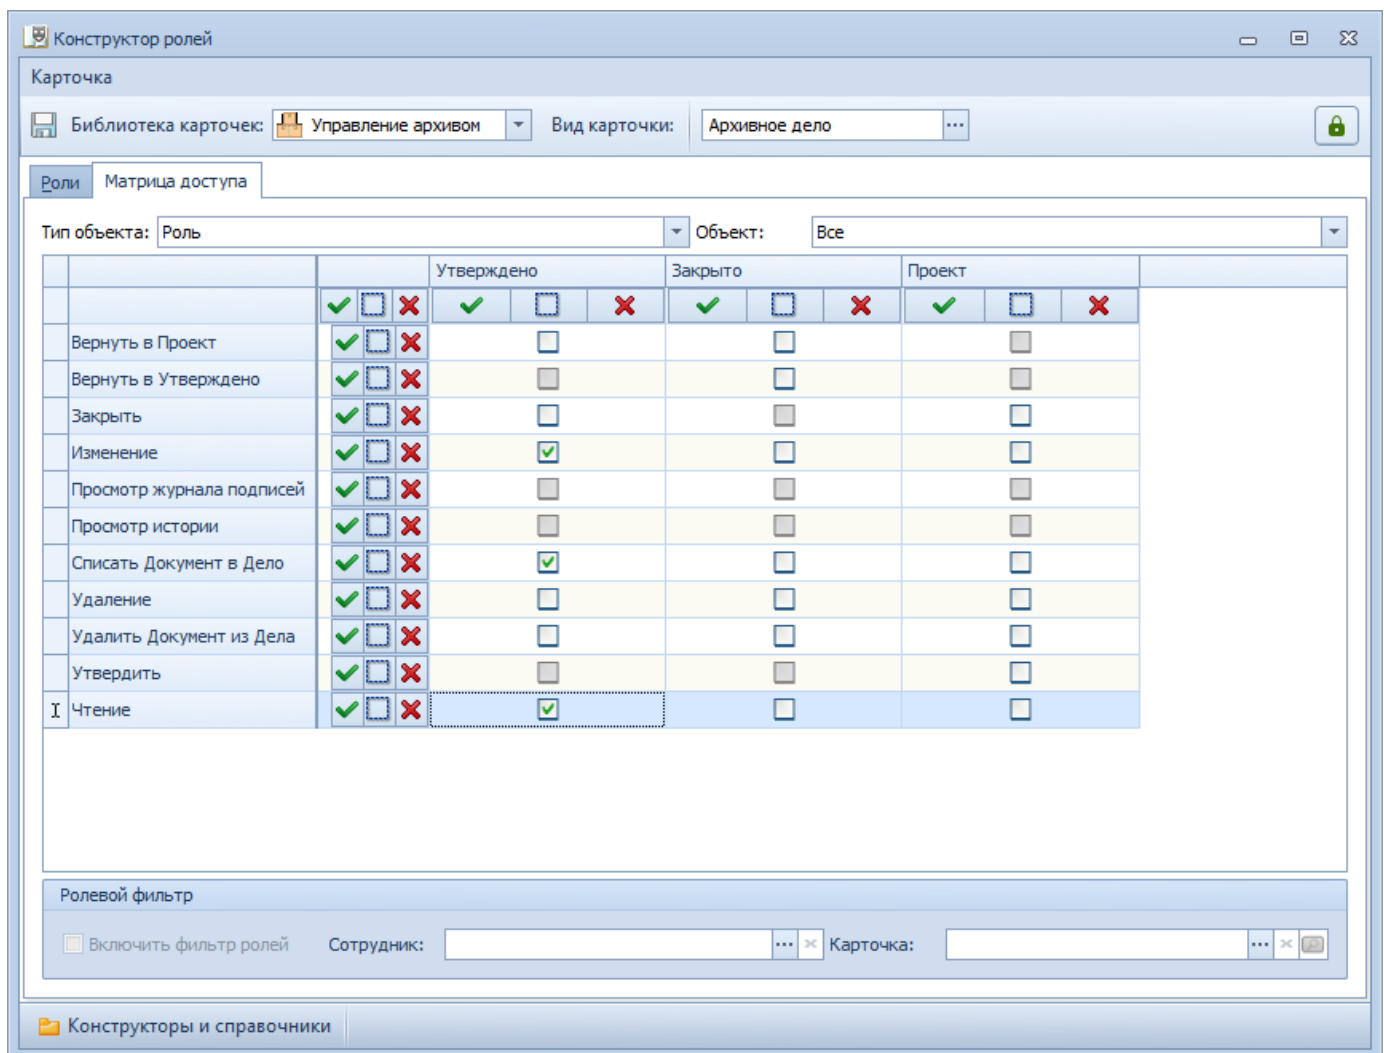 Конструктор ролей
Карточка
Библиотека карточек: Управление архивом Вид карточки: Архивное дело
Роли Матрица доступа
Тип объекта: Роль Объект: Все
Утверждено Закрыто Проект
Вернуть в Проект
Вернуть в Утверждено
Закрыть
Изменение
Просмотр журнала подписей
Просмотр истории
Списать Документ в Дело
Удаление
Удалить Документ из Дела
Утвердить
Чтение
Ролевой фильтр
Включить фильтр ролей Сотрудник: Карточка:
Конструкторы и справочники